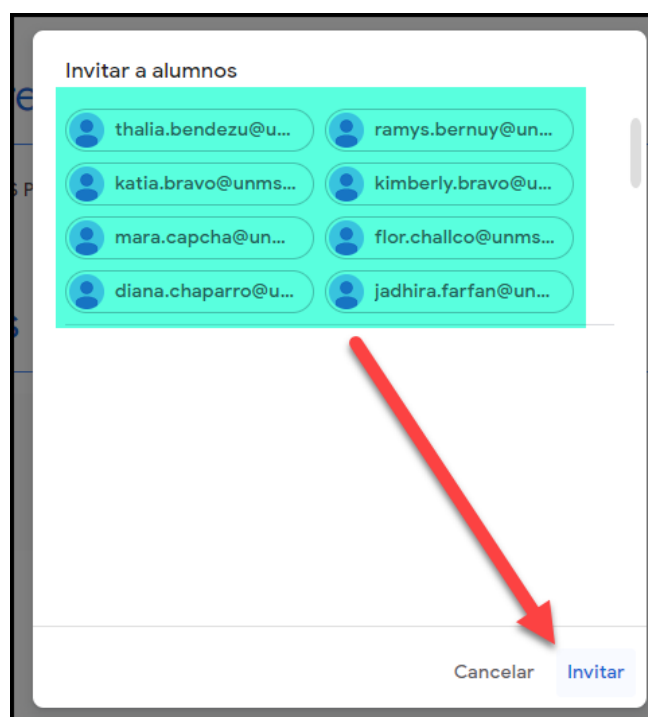 Invitar a alumnos
thalia.bendezu@u... ramys.bernuy@un...
katia.bravo@unms... kimberly.bravo@u...
mara.capcha@un... flor.challco@unms...
diana.chaparro@u... jadhira.farfan@un...
Cancelar Invitar